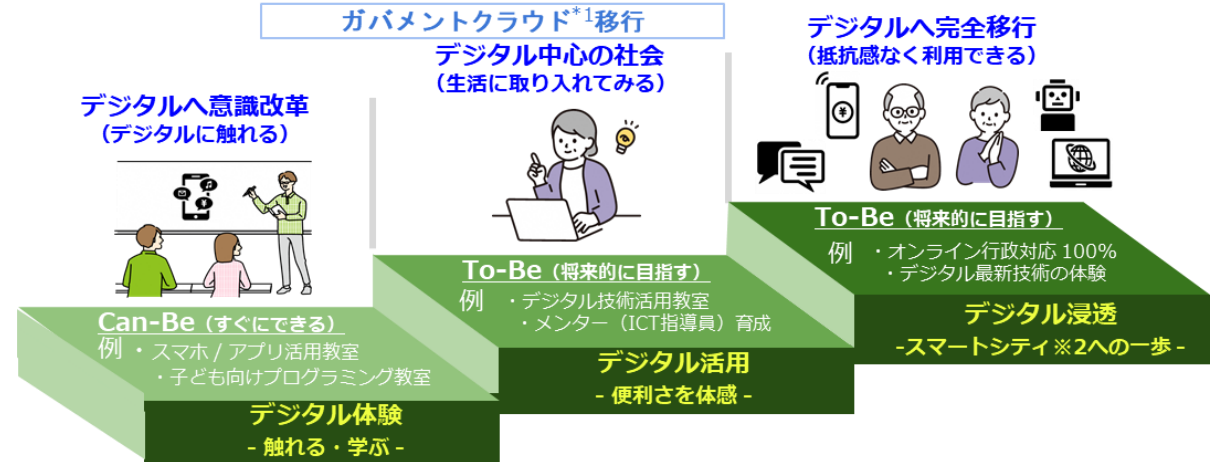 ガバメントクラウド*1移行
デジタルへ意識改革
(デジタルに触れる)
Can-Be(すぐにできる)
例 ・スマホ / アプリ活用教室
・子ども向けプログラミング教室
デジタル体験
- 触れる・学ぶ -
デジタル中心の社会
(生活に取り入れてみる)
To-Be(将来的に目指す)
例 ・デジタル技術活用教室
・メンター(ICT指導員)育成
デジタル活用
- 便利さを体感 -
デジタルへ完全移行
(抵抗感なく利用できる)
¥
To-Be(将来的に目指す)
例 ・オンライン行政対応 100%
・デジタル最新技術の体験
デジタル浸透
-スマートシティ※2への一歩 -